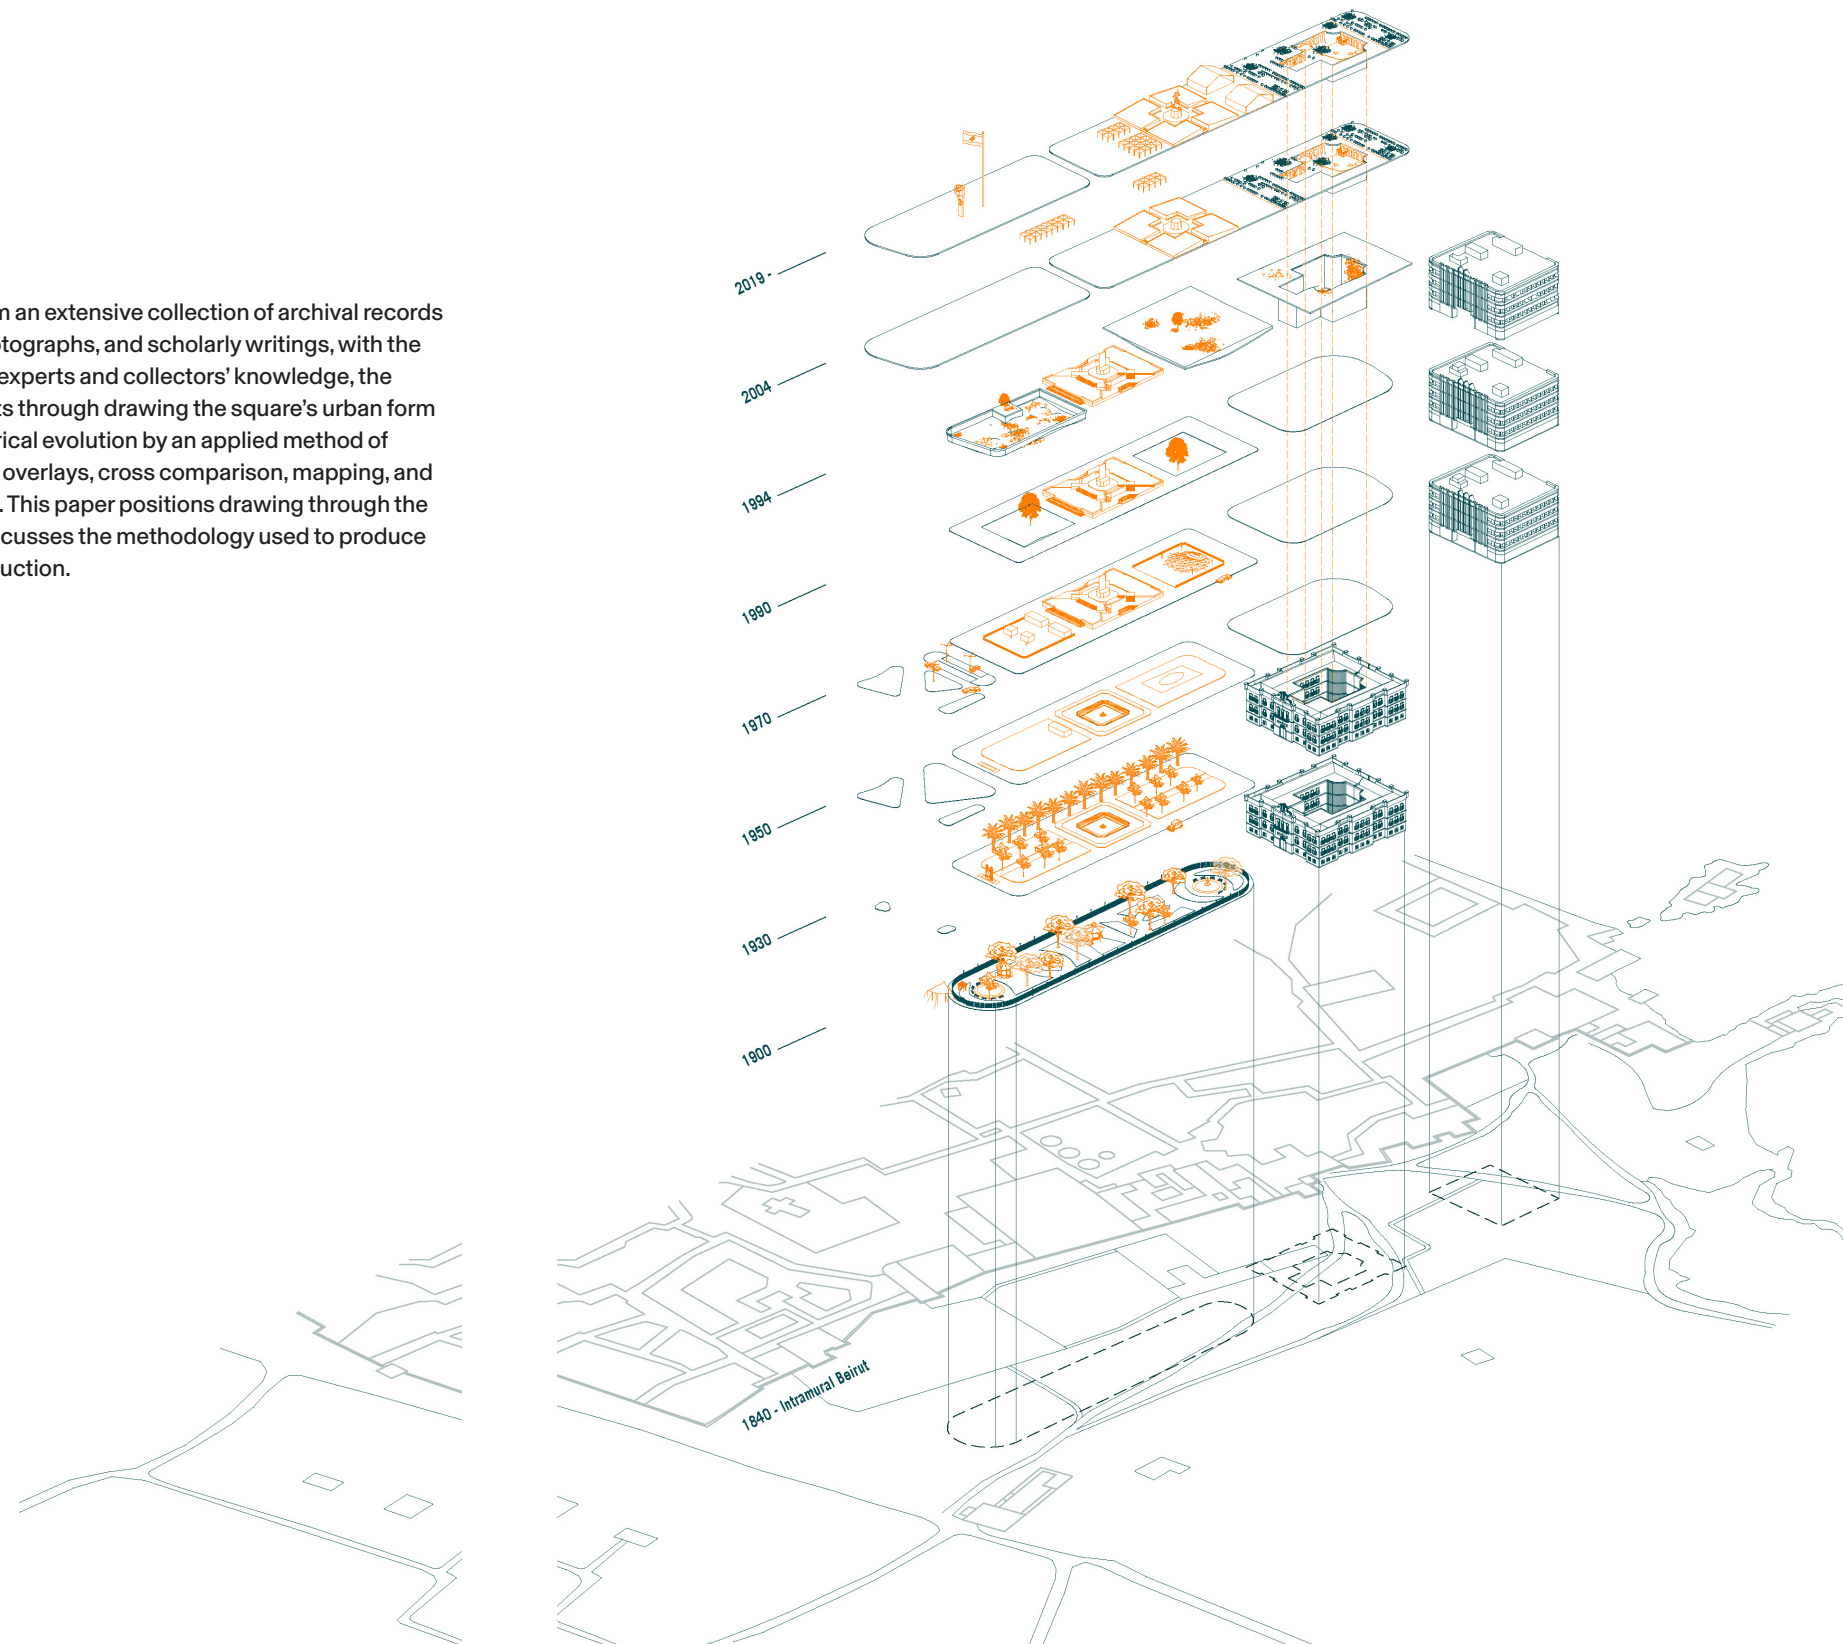 m an extensive collection of archival records
tographs, and scholarly writings, with the
experts and collectors' knowledge, the
ts through drawing the square's urban form
rical evolution by an applied method of
overlays, cross comparison, mapping, and
. This paper positions drawing through the
cusses the methodology used to produce
uction.
2019 -
2004
1994
1990
1970
1950
1930
1900
1840 - Intramural Beirut